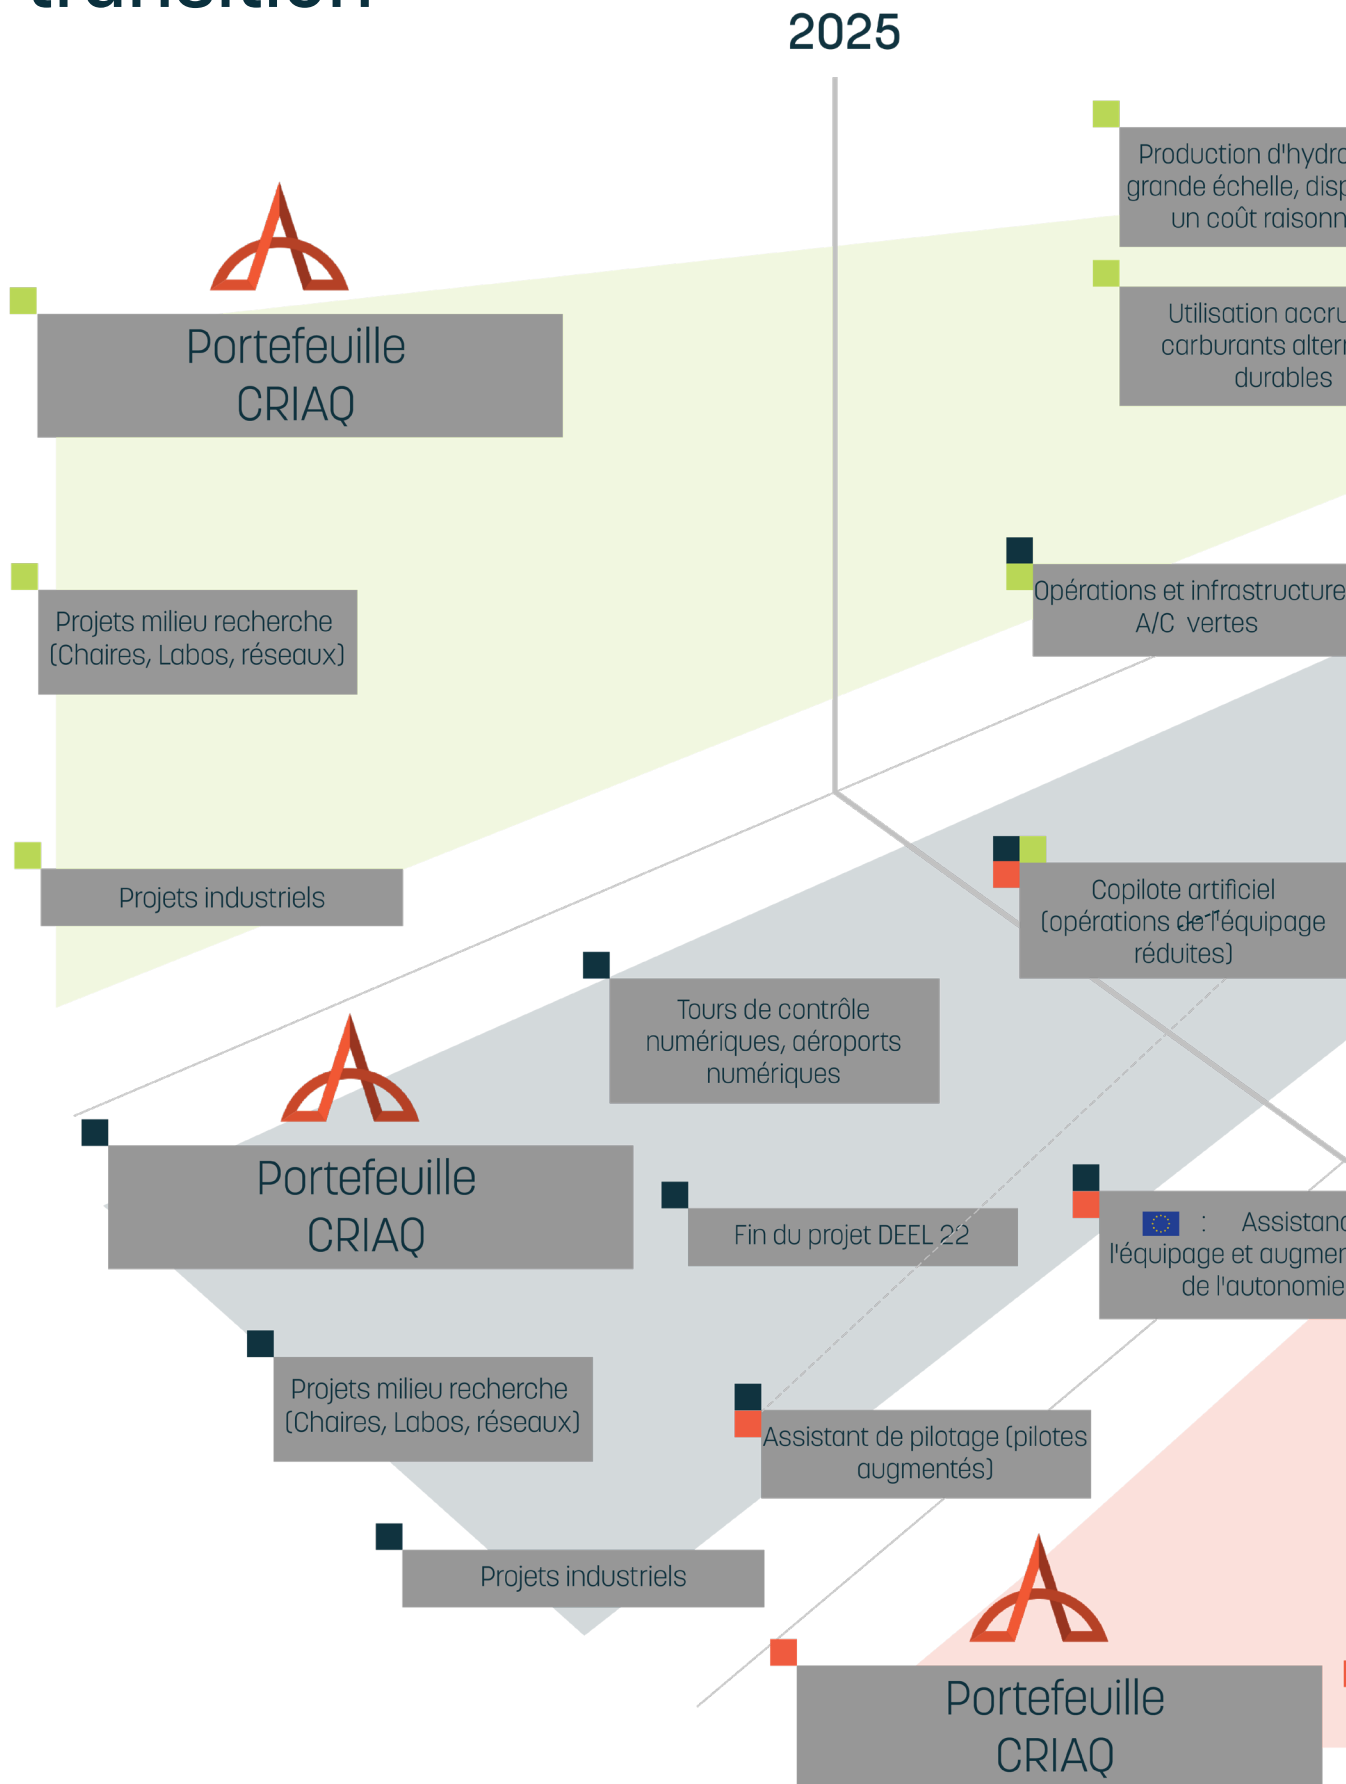 transition
2025
Production d'hydro
grande échelle, disp
un coût raisonn
Portefeuille
CRIAQ
Utilisation accru
carburants altern
durables
Opérations et infrastructure
A/C vertes
Projets milieu recherche
(Chaires, Labos, réseaux)
Projets industriels
Copilote artificiel
(opérations de l'équipage
réduites)
Tours de contrôle
numériques, aéroports
numériques
Portefeuille
CRIAQ
Fin du projet DEEL 22
: Assistanc
l'équipage et augmen
de l'autonomie
Projets milieu recherche
(Chaires, Labos, réseaux)
Assistant de pilotage (pilotes
augmentés)
Projets industriels
Portefeuille
CRIAQ